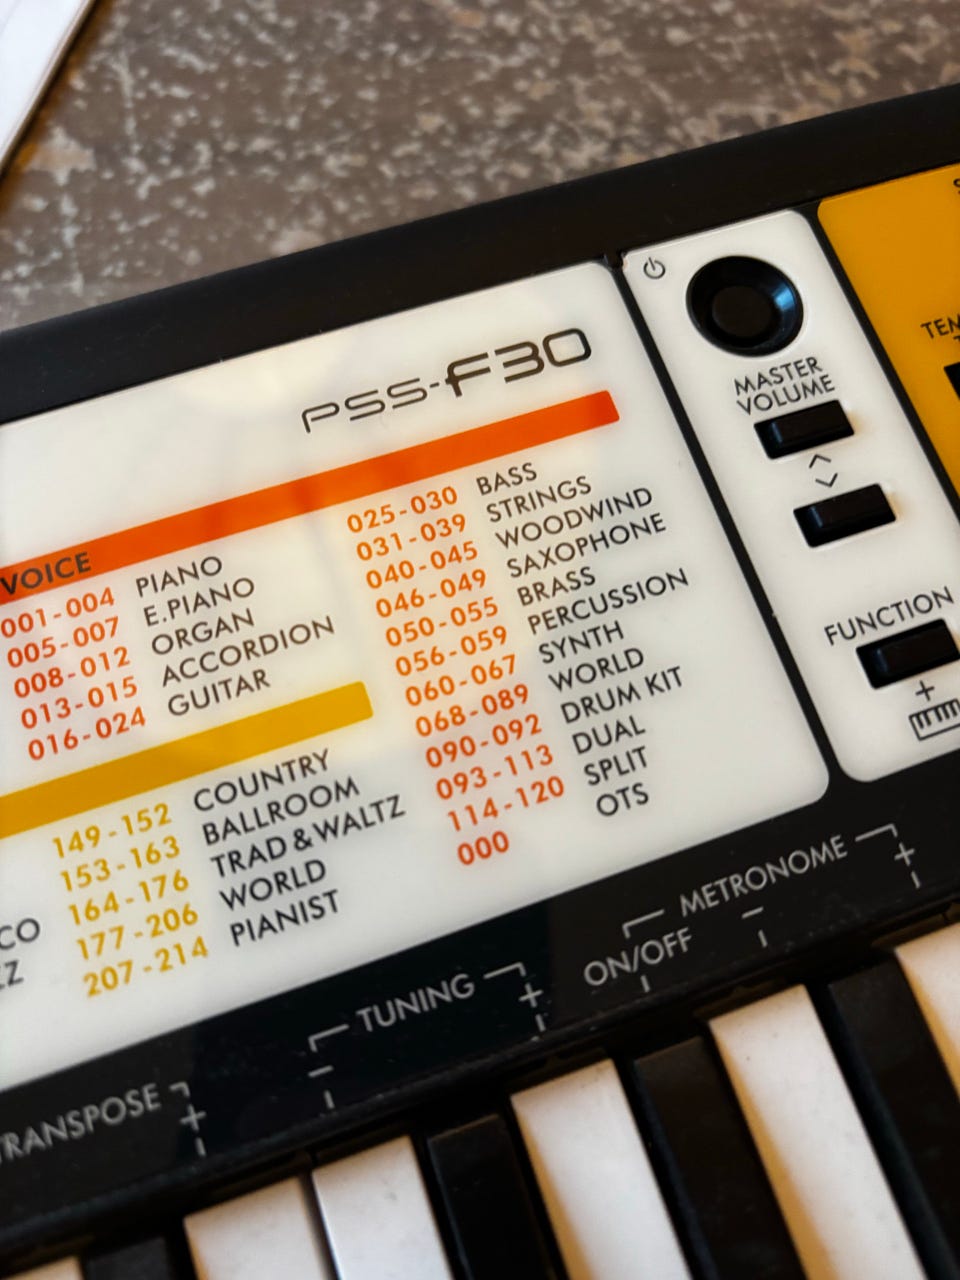 PSS-F30
VOICE
001-004 PIANO
005-007 E.PIANO
008-012 ORGAN
013-015 ACCORDION
016-024 GUITAR
025-030 BASS
031-039 STRINGS
040-045 WOODWIND
046-049 SAXOPHONE
050-055 BRASS
056-059 PERCUSSION
060-067 SYNTH
068-089 WORLD
090-092 DRUM KIT
093-113 DUAL
114-120 SPLIT
000 OTS
149-152 COUNTRY
153-163 BALLROOM
164-176 TRAD & WALTZ
177-206 WORLD
207-214 PIANIST
MASTER
VOLUME
FUNCTION
+
METRONOME
ON/OFF - +
TUNING
- +
TRANSPOSE
+